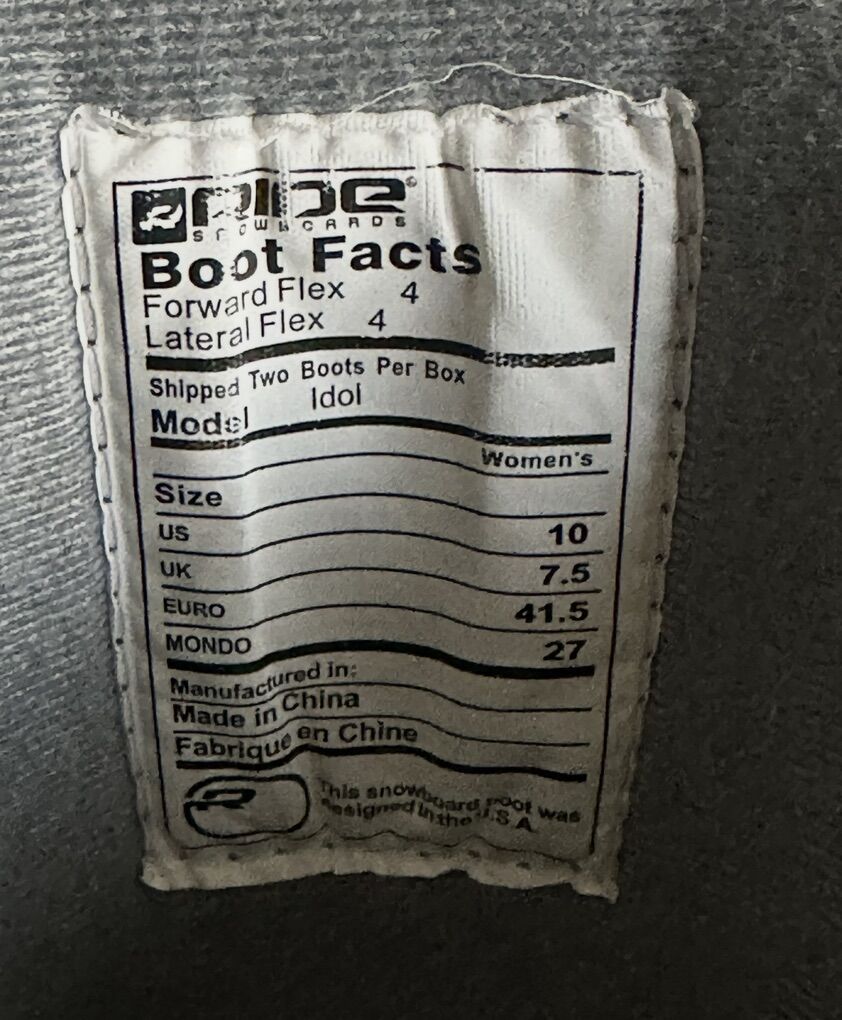 RIDE
SNOWBOARDS
Boot Facts
Forward Flex 4
Lateral Flex 4
Shipped Two Boots Per Box
Model Idol
Women's
Size
US 10
UK 7.5
EURO 41.5
MONDO 27
Manufactured in:
Made in China
Fabrique en Chine
This snowboard boot was
designed in the U.S.A